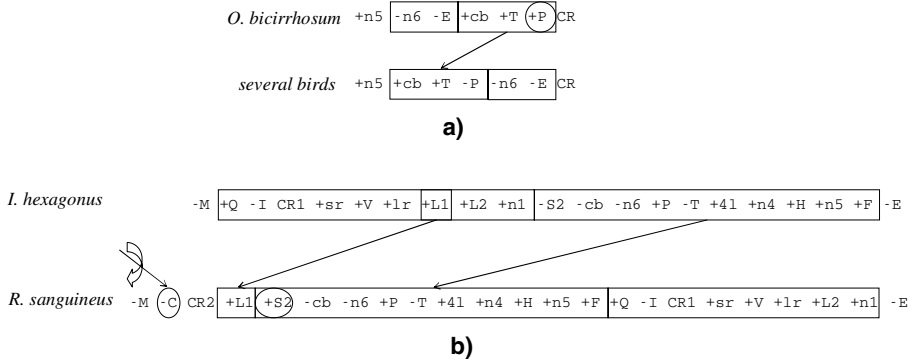 O. bicirrhosum +n5 -n6 -E +cb +T +P CR
several birds +n5 +cb +T -P -n6 -E CR
a)
I. hexagonus -M +Q -I CR1 +sr +V +lr +L1 +L2 +n1 -S2 -cb -n6 +P -T +4l +n4 +H +n5 +F -E
R. sanguineus -M -C CR2 +L1 +S2 -cb -n6 +P -T +4l +n4 +H +n5 +F +Q -I CR1 +sr +V +lr +L2 +n1 -E
b)